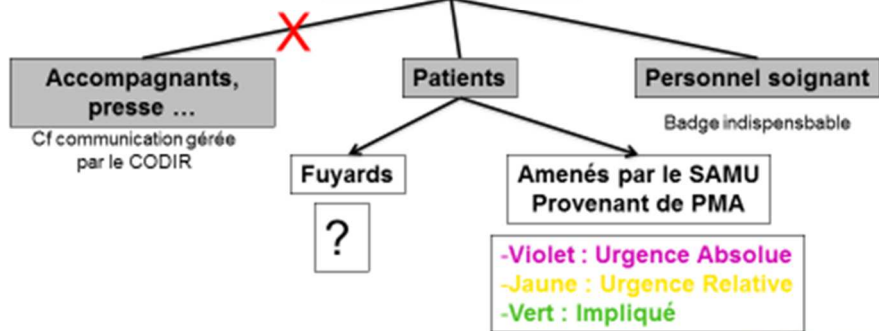 Accompagnants,
presse ...
Cf communication gérée
par le CODIR
Patients
Personnel soignant
Badge indispensbable
Fuyards
?
Amenés par le SAMU
Provenant de PMA
-Violet : Urgence Absolue
-Jaune : Urgence Relative
-Vert : Impliqué